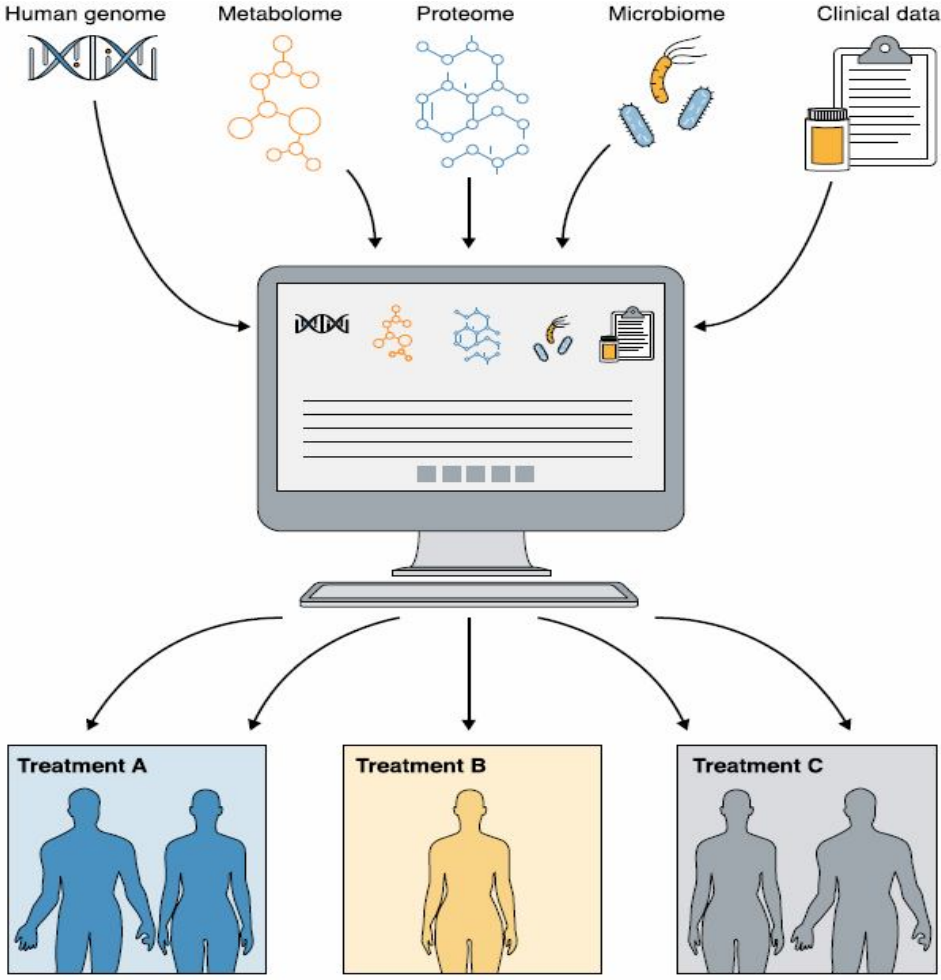 Human genome
Metabolome
Proteome
Microbiome
Clinical data
Treatment A
Treatment B
Treatment C